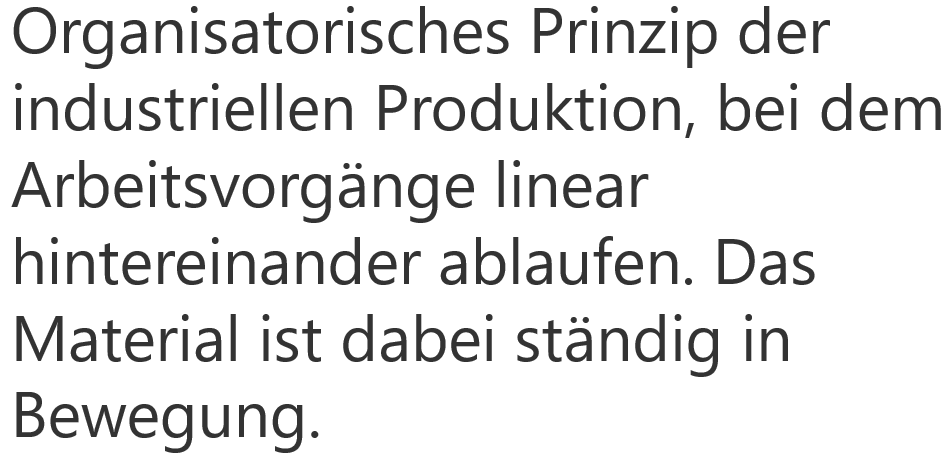 Organisatorisches Prinzip der
industriellen Produktion, bei dem
Arbeitsvorgänge linear
hintereinander ablaufen. Das
Material ist dabei ständig in
Bewegung.